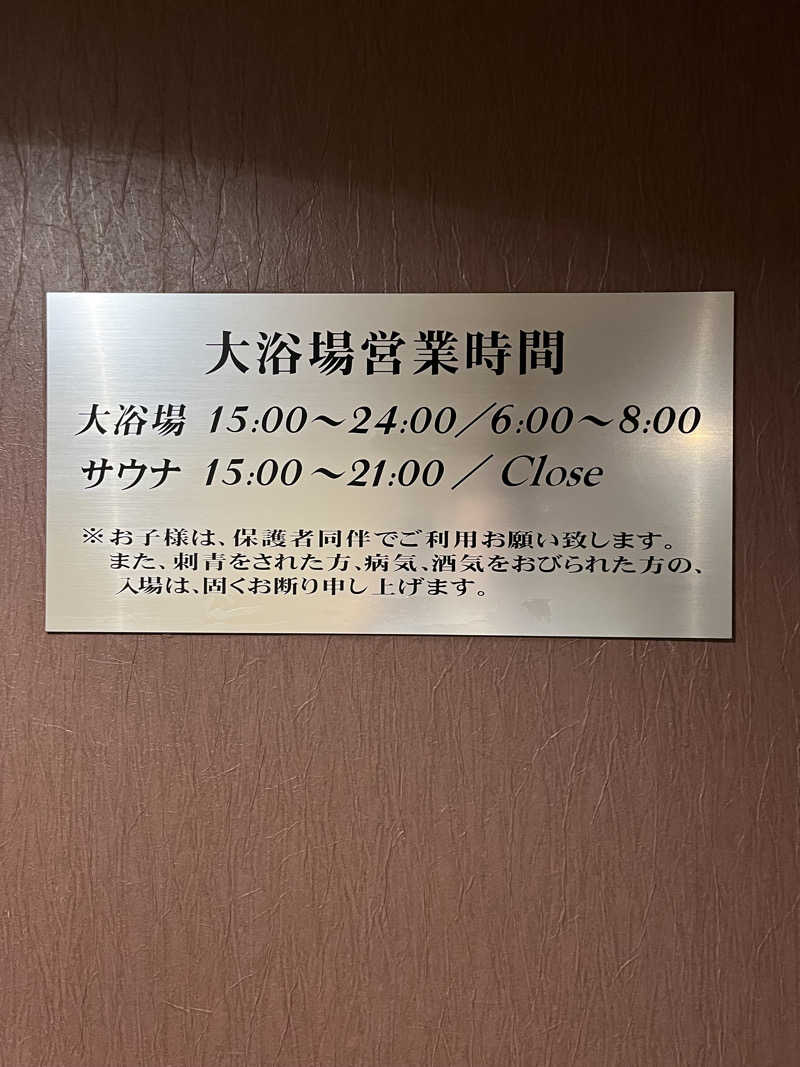 大浴場営業時間
大浴場 15:00～24:00／6:00～8:00
サウナ 15:00～21:00／Close
※お子様は、保護者同伴でご利用お願い致します。
また、刺青をされた方、病気、酒気をおびられた方の、
入場は、固くお断り申し上げます。